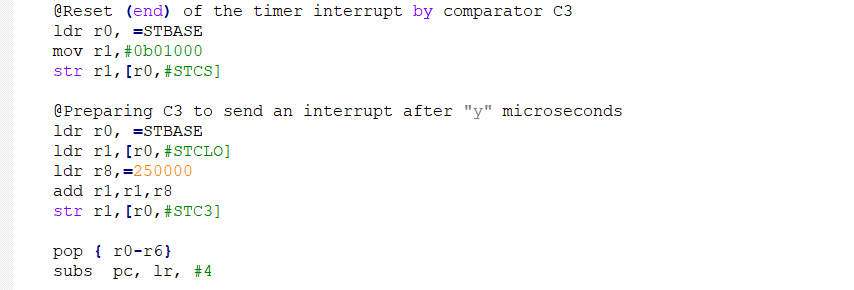 @Reset (end) of the timer interrupt by comparator C3
ldr r0, =STBASE
mov r1,#0b01000
str r1,[r0,#STCS]
@Preparing C3 to send an interrupt after "y" microseconds
ldr r0, =STBASE
ldr r1,[r0,#STCLO]
ldr r8,=250000
add r1,r1,r8
str r1,[r0,#STC3]
pop { r0-r6}
subs  pc, lr, #4